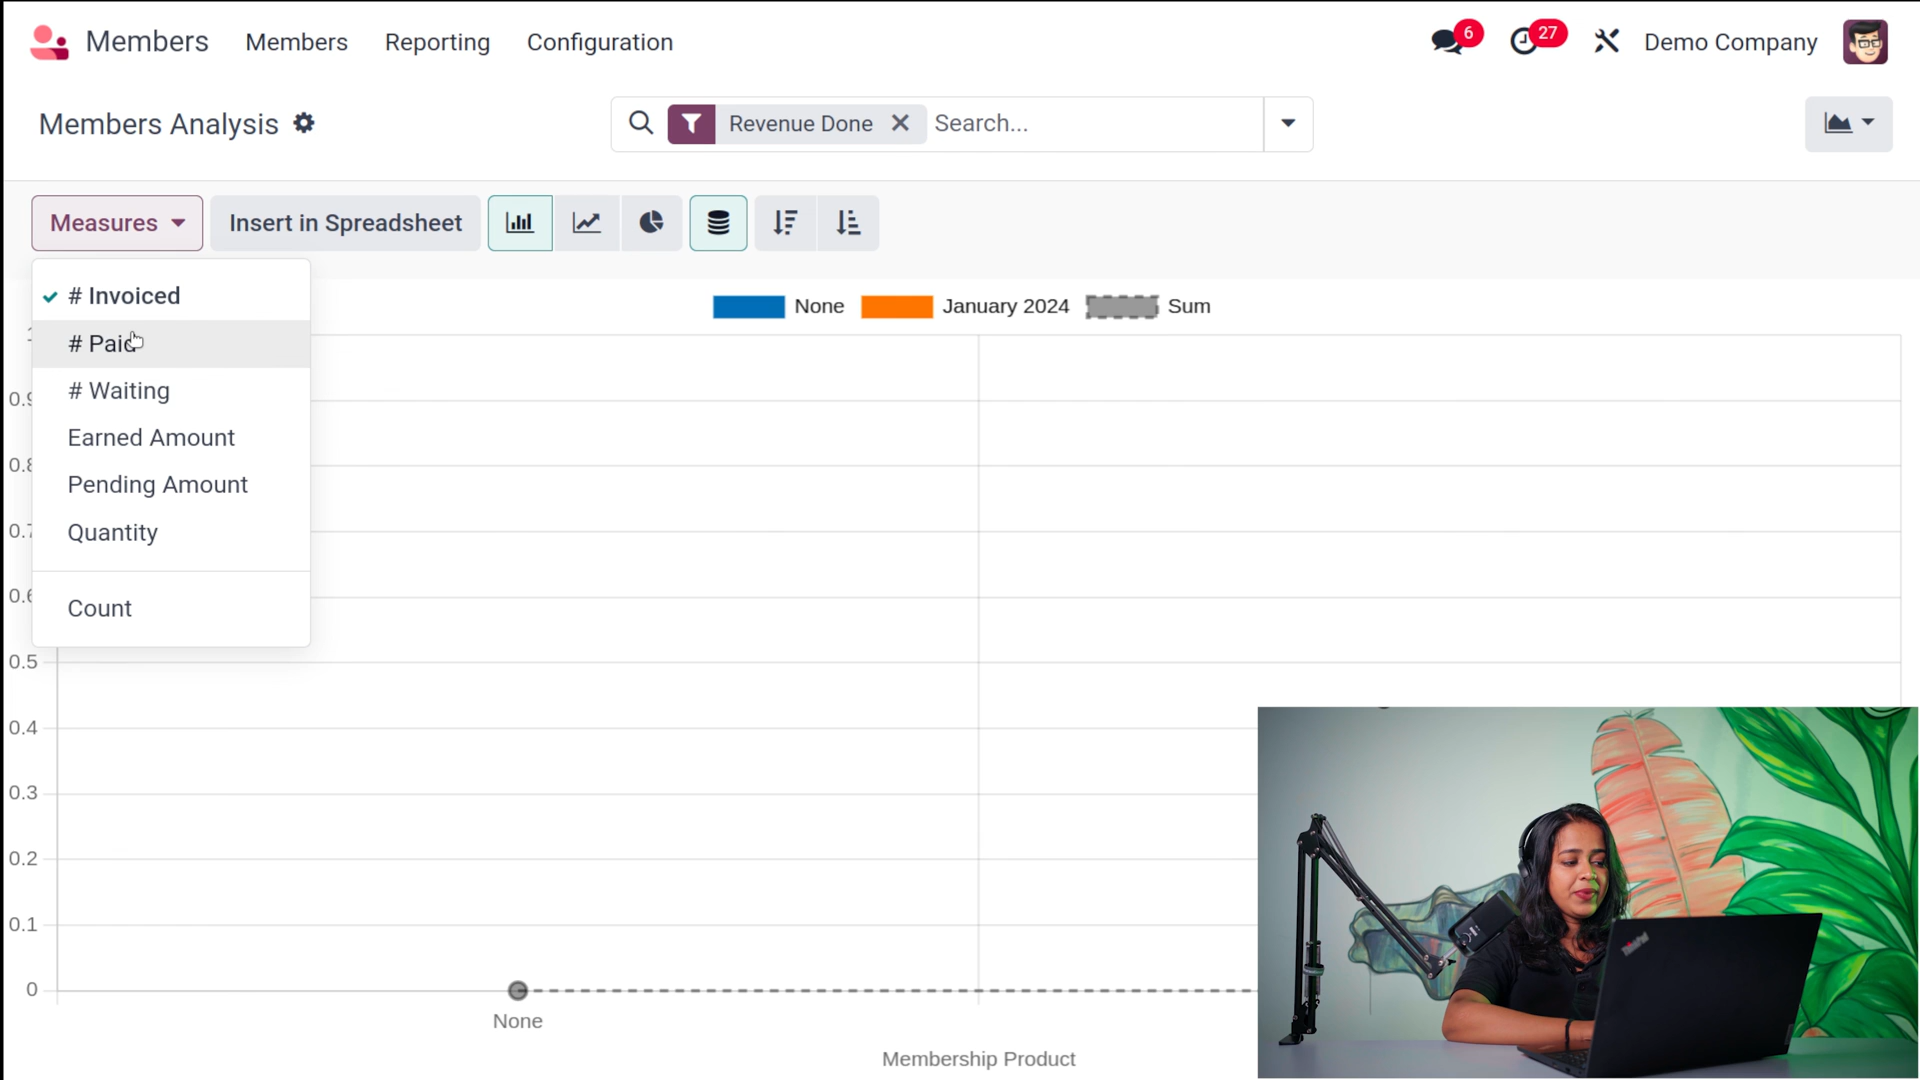 Members Members Reporting Configuration 6 27 Demo Company
Members Analysis Revenue Done Search...
Measures Insert in Spreadsheet
# Invoiced
# Paid
# Waiting
Earned Amount
Pending Amount
Quantity
Count
None January 2024 Sum
0.5
0.4
0.3
0.2
0.1
0
None
Membership Product
ThinkPad